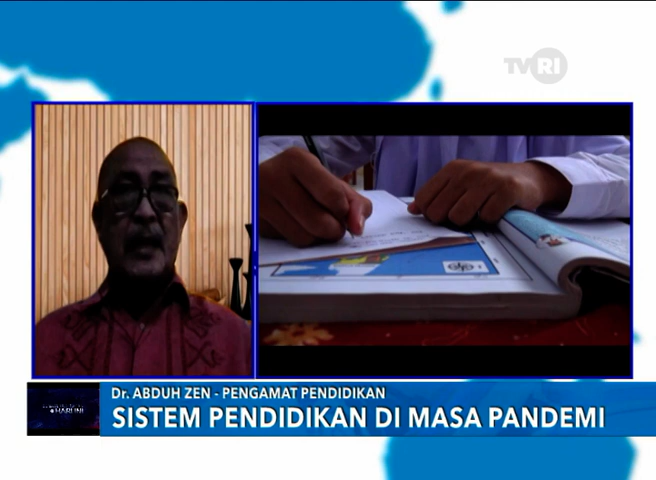 TVRI
Dr. ABDUH ZEN - PENGAMAT PENDIDIKAN
SISTEM PENDIDIKAN DI MASA PANDEMI